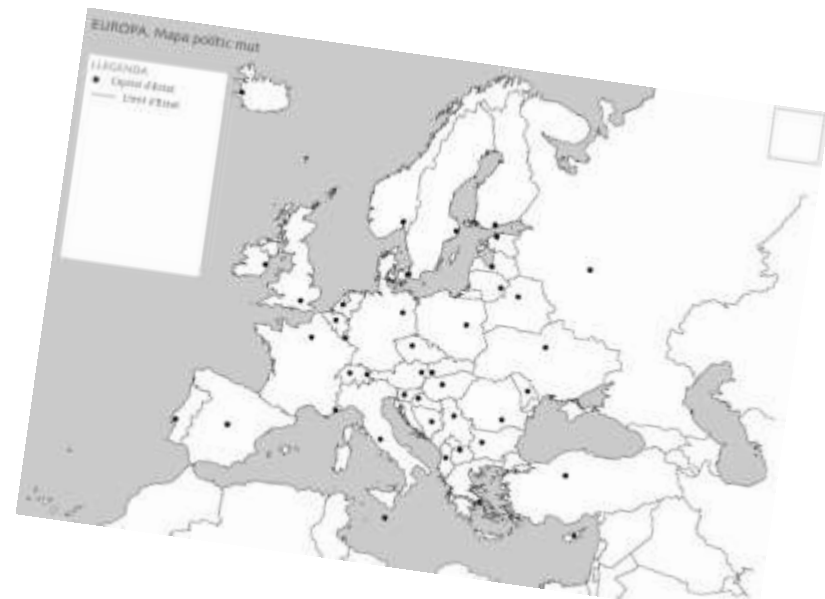 EUROPA. Mapa polític mut
LLEGENDA
Capital d'Estat
Límit d'Estat